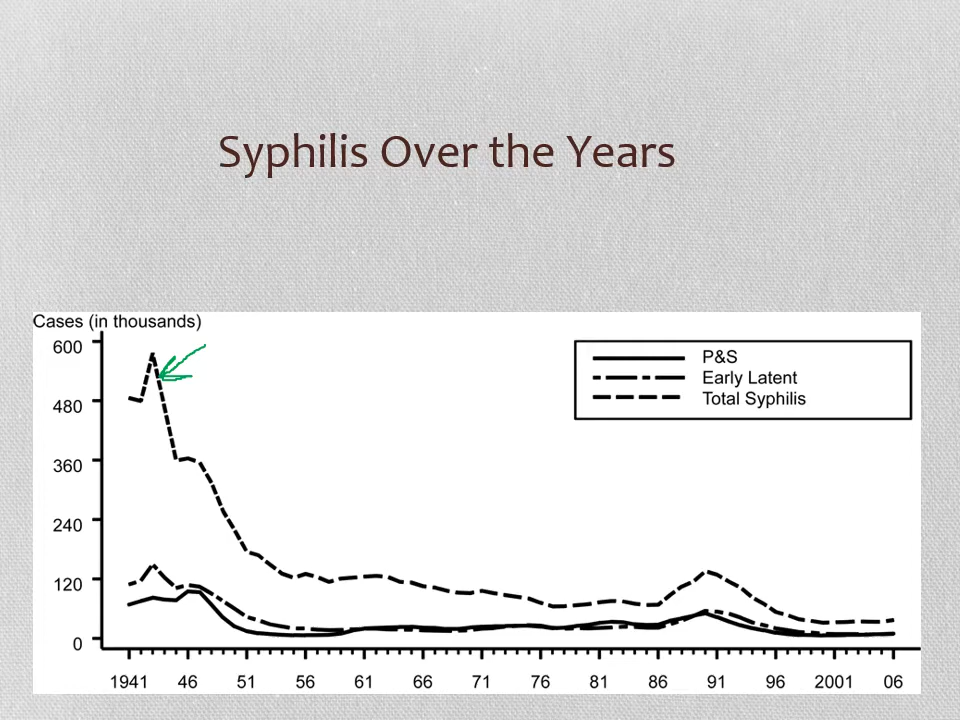 Syphilis Over the Years
Cases (in thousands)
600
480
360
240
120
0
P&S
Early Latent
Total Syphilis
1941 46 51 56 61 66 71 76 81 86 91 96 2001 06